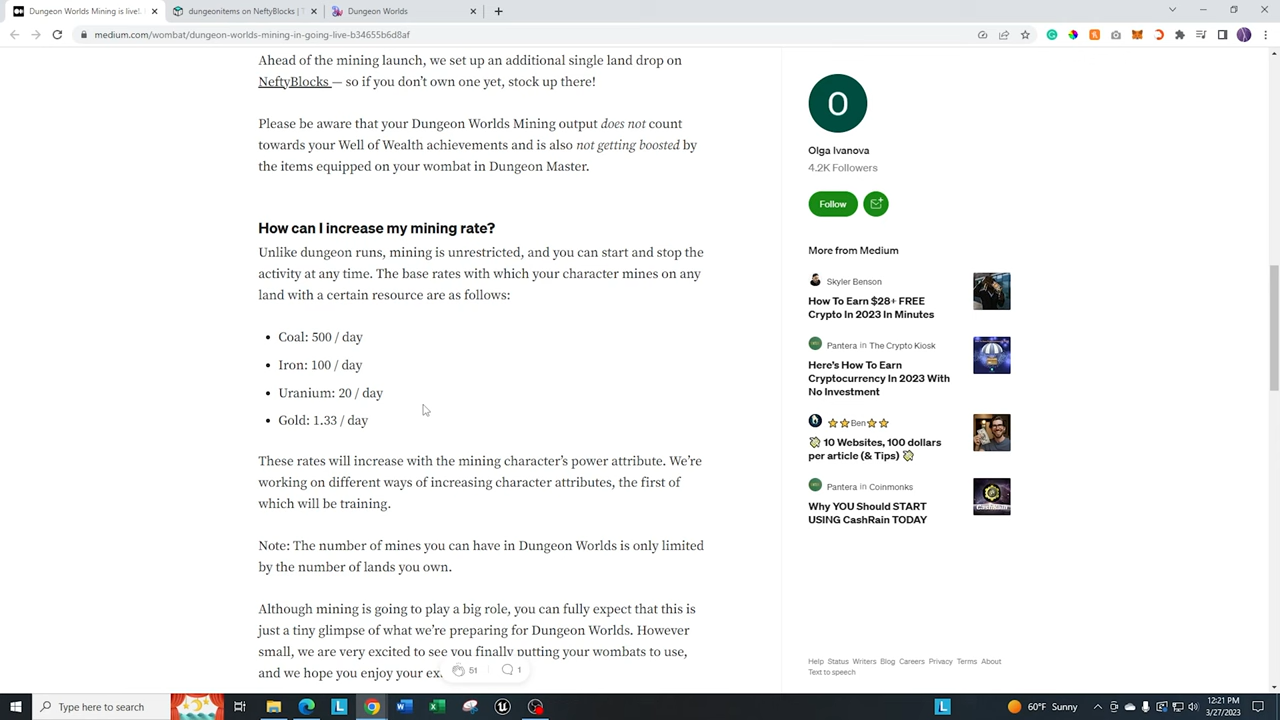 Dungeon Worlds Mining is live!
dungeonitems on NeftyBlocks | T
Dungeon Worlds
medium.com/wombat/dungeon-worlds-mining-in-going-live-b34655b6d8af
Ahead of the mining launch, we set up an additional single land drop on
NeftyBlocks — so if you don't own one yet, stock up there!
Please be aware that your Dungeon Worlds Mining output does not count
towards your Well of Wealth achievements and is also not getting boosted by
the items equipped on your wombat in Dungeon Master.
How can I increase my mining rate?
Unlike dungeon runs, mining is unrestricted, and you can start and stop the
activity at any time. The base rates with which your character mines on any
land with a certain resource are as follows:
• Coal: 500 / day
• Iron: 100 / day
• Uranium: 20 / day
• Gold: 1.33 / day
These rates will increase with the mining character's power attribute. We're
working on different ways of increasing character attributes, the first of
which will be training.
Note: The number of mines you can have in Dungeon Worlds is only limited
by the number of lands you own.
Although mining is going to play a big role, you can fully expect that this is
just a tiny glimpse of what we're preparing for Dungeon Worlds. However
small, we are very excited to see you finally putting your wombats to use,
and we hope you enjoy your ex
51
1
O
Olga Ivanova
4.2K Followers
Follow
More from Medium
Skyler Benson
How To Earn $28+ FREE
Crypto In 2023 In Minutes
Pantera in The Crypto Kiosk
Here's How To Earn
Cryptocurrency In 2023 With
No Investment
⭐⭐Ben⭐⭐
💸 10 Websites, 100 dollars
per article (& Tips) 💸
Pantera in Coinmonks
Why YOU Should START
USING CashRain TODAY
Help Status Writers Blog Careers Privacy Terms About
Text to speech
Type here to search
60°F Sunny
12:21 PM
3/27/2023